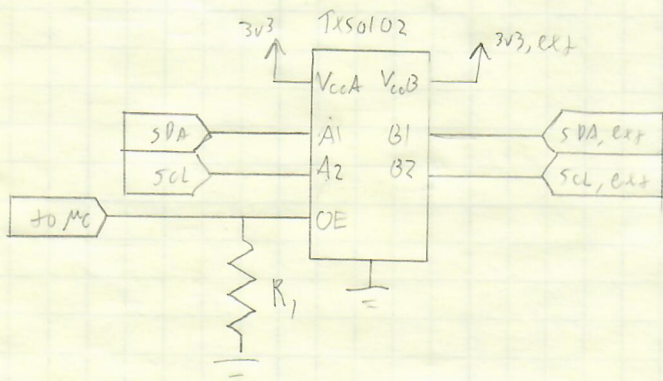 TXS0102
3v3
3v3, ext
VccA VccB
SDA A1 B1 SDA, ext
SCL A2 B2 SCL, ext
to μC OE
R1